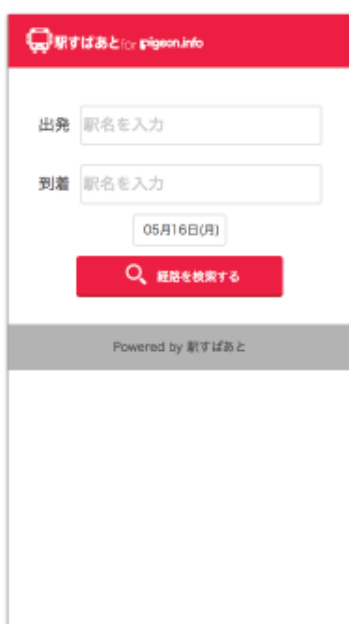 駅すぱあと for pigeon.info
出発 駅名を入力
到着 駅名を入力
05月16日(月)
経路を検索する
Powered by 駅すぱあと